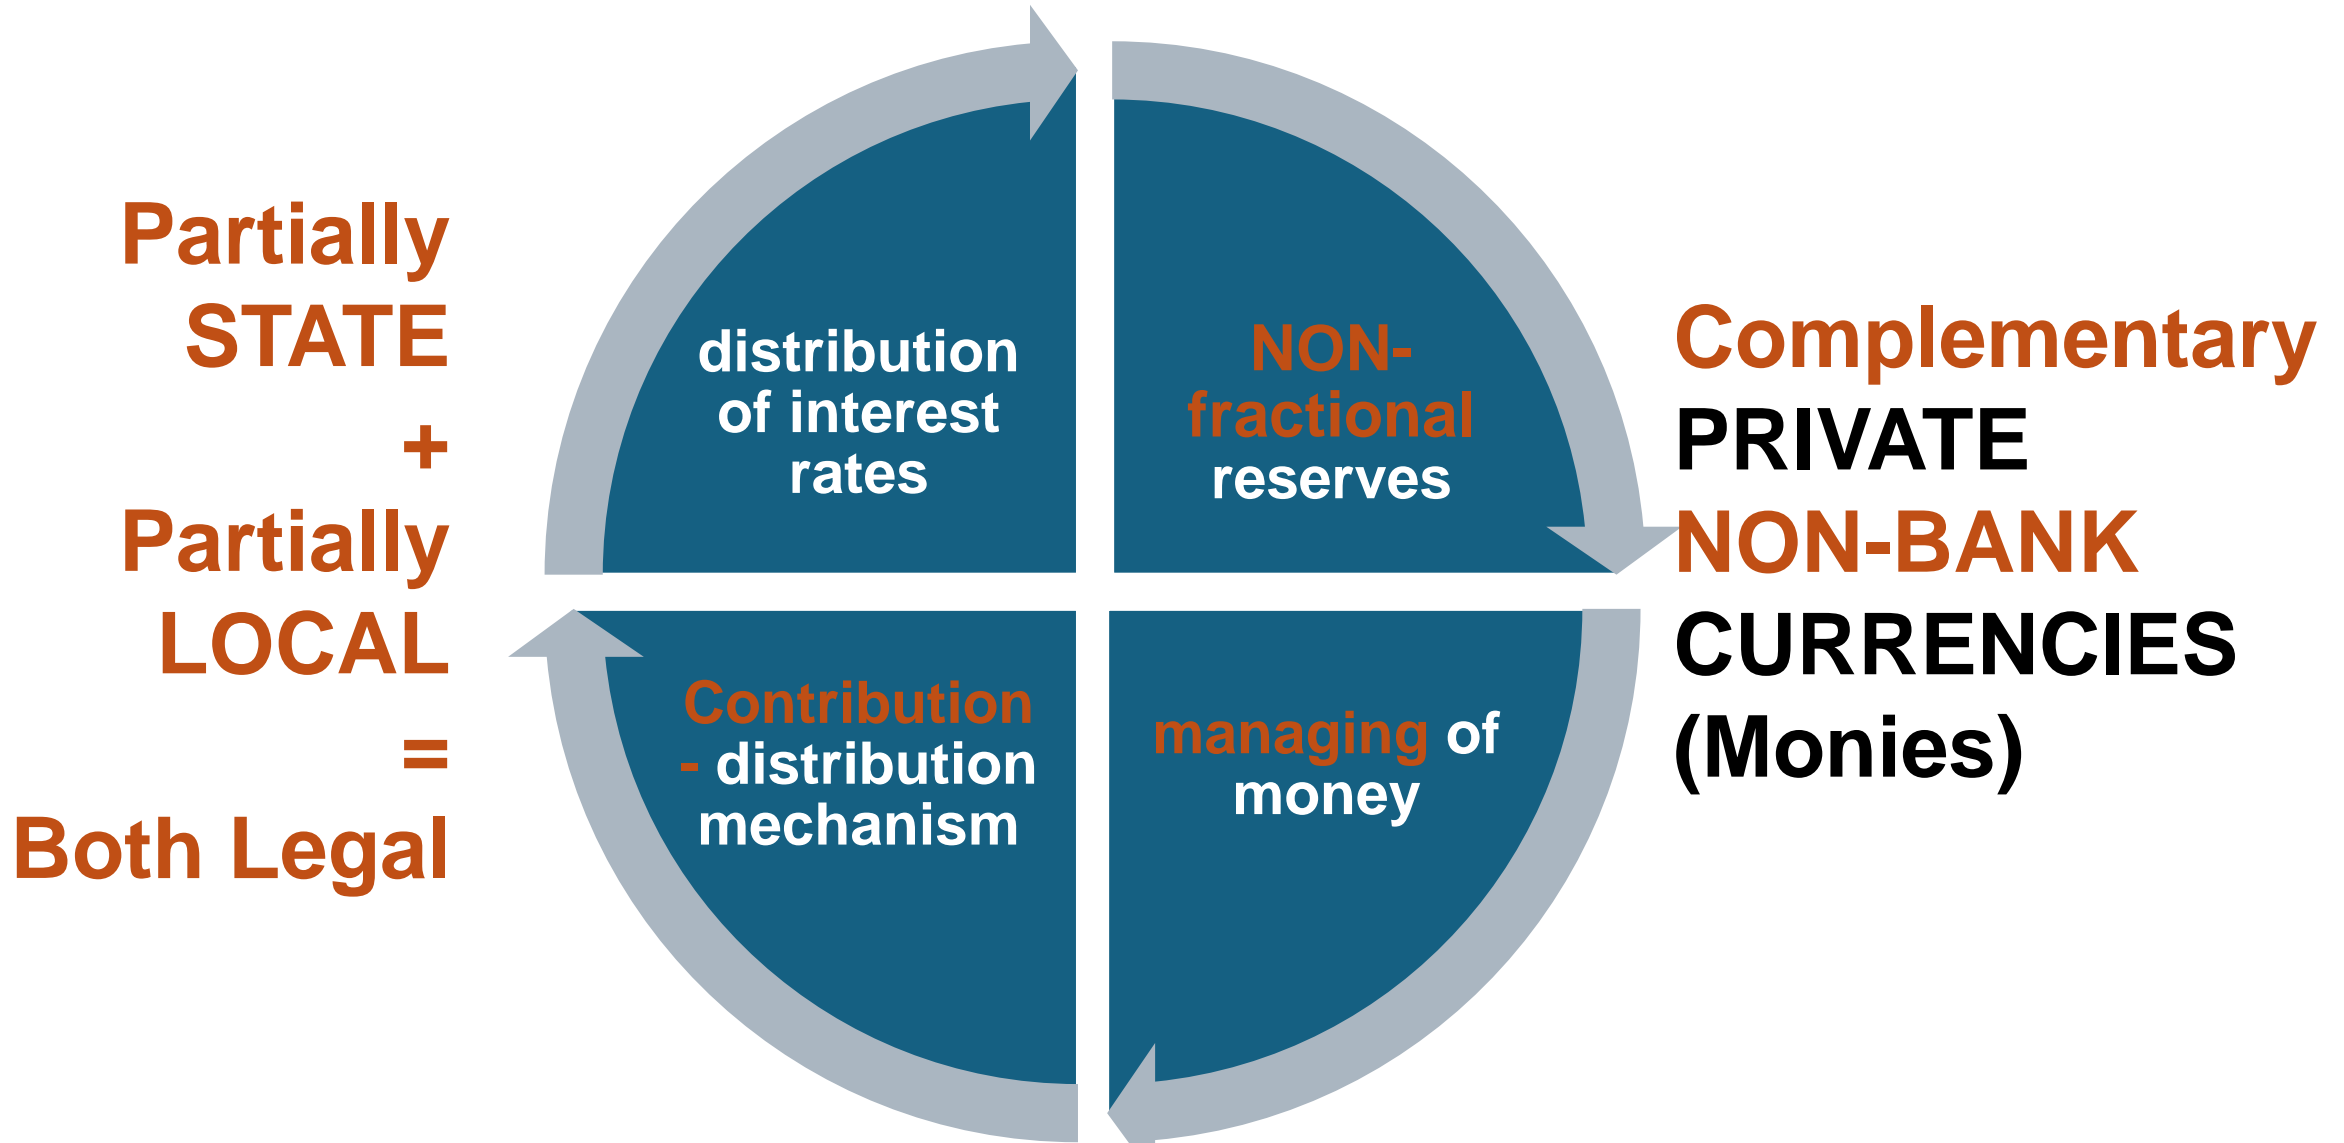 Partially
STATE
+
Partially
LOCAL
=
Both Legal
distribution
of interest
rates
NON-
fractional
reserves
Contribution
- distribution
mechanism
managing of
money
Complementary
PRIVATE
NON-BANK
CURRENCIES
(Monies)